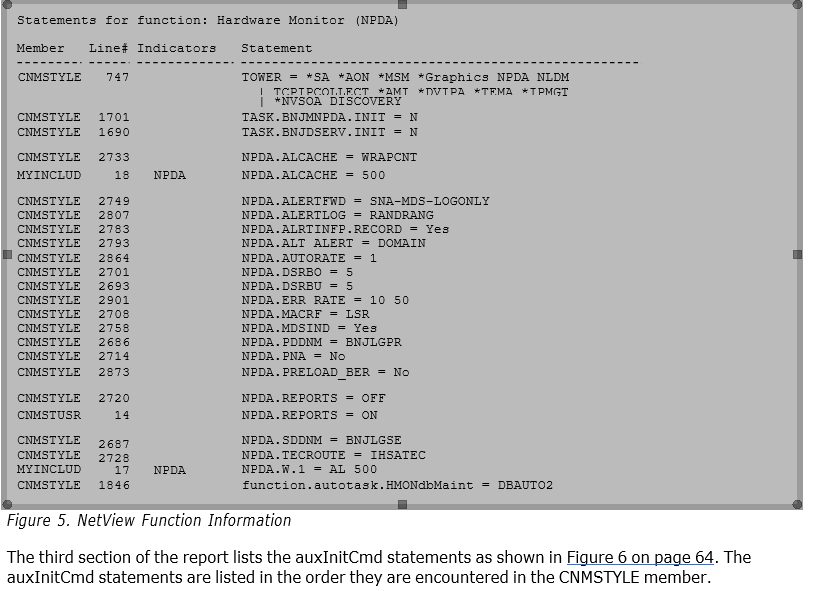 Statements for function: Hardware Monitor (NPDA)
Member Line# Indicators Statement
-------- ----- ------------ --------------------------------------------------
CNMSTYLE 747 TOWER = *SA *AON *MSM *Graphics NPDA NLDM
| TCPIPCOLLECT *AMI *DVIPA *TEMA *IPMGT
| *NVSOA DISCOVERY
CNMSTYLE 1701 TASK.BNJMNPDA.INIT = N
CNMSTYLE 1690 TASK.BNJDSERV.INIT = N
CNMSTYLE 2733 NPDA.ALCACHE = WRAPCNT
MYINCLUD 18 NPDA NPDA.ALCACHE = 500
CNMSTYLE 2749 NPDA.ALERTFWD = SNA-MDS-LOGONLY
CNMSTYLE 2807 NPDA.ALERTLOG = RANDRANG
CNMSTYLE 2783 NPDA.ALRTINFP.RECORD = Yes
CNMSTYLE 2793 NPDA.ALT ALERT = DOMAIN
CNMSTYLE 2864 NPDA.AUTORATE = 1
CNMSTYLE 2701 NPDA.DSRBO = 5
CNMSTYLE 2693 NPDA.DSRBU = 5
CNMSTYLE 2901 NPDA.ERR RATE = 10 50
CNMSTYLE 2708 NPDA.MACRF = LSR
CNMSTYLE 2758 NPDA.MDSIND = Yes
CNMSTYLE 2686 NPDA.PDDNM = BNJLGPR
CNMSTYLE 2714 NPDA.PNA = No
CNMSTYLE 2873 NPDA.PRELOAD_BER = No
CNMSTYLE 2720 NPDA.REPORTS = OFF
CNMSTUSR 14 NPDA.REPORTS = ON
CNMSTYLE 2687 NPDA.SDDNM = BNJLGSE
CNMSTYLE 2728 NPDA.TECROUTE = IHSATEC
MYINCLUD 17 NPDA NPDA.W.1 = AL 500
CNMSTYLE 1846 function.autotask.HMONdbMaint = DBAUTO2
Figure 5. NetView Function Information
The third section of the report lists the auxInitCmd statements as shown in Figure 6 on page 64. The
auxInitCmd statements are listed in the order they are encountered in the CNMSTYLE member.